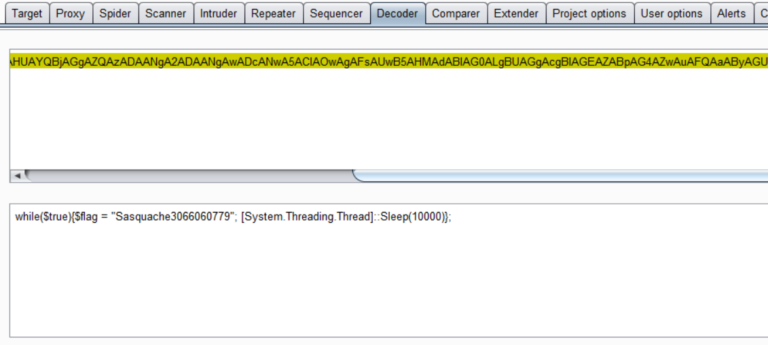 Target Proxy Spider Scanner Intruder Repeater Sequencer Decoder Comparer Extender Project options User options Alerts C
AHUAYQBjAGgAZQAzADAANgA2ADAANgAwADcANwA5ACIAOwAgAFsAUwB5AHMAdABlAG0ALgBUAGgAcgBlAGEAZABpAG4AZwAuAFQAaAByAGU
while($true){$flag = "Sasquache3066060779"; [System.Threading.Thread]::Sleep(10000)};